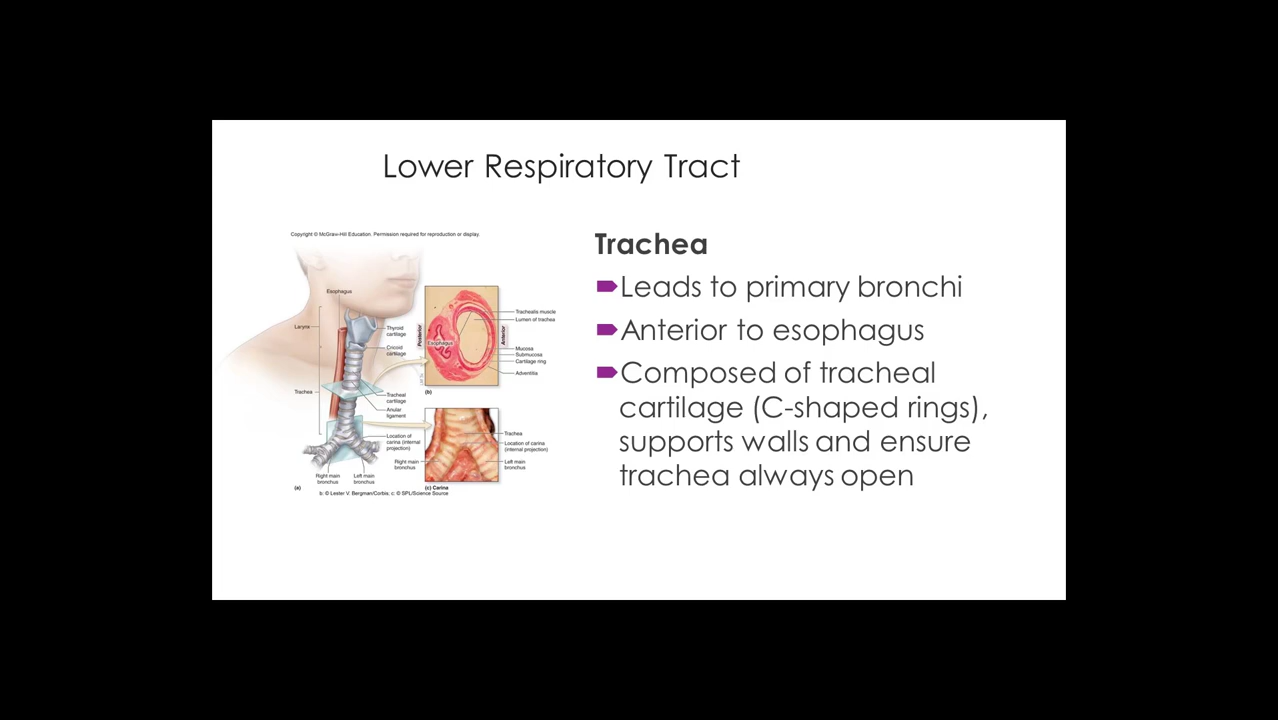 Lower Respiratory Tract
Copyright © McGraw-Hill Education. Permission required for reproduction or display.
Esophagus
Larynx
Thyroid
cartilage
Cricoid
cartilage
Trachea
Tracheal
cartilage
Anular
ligament
Location of
carina (internal
projection)
Right main
bronchus
Left main
bronchus
(a)
Posterior
Anterior
Esophagus
Trachealis muscle
Lumen of trachea
Mucosa
Submucosa
Cartilage ring
Adventitia
(b)
Trachea
Location of carina
(internal projection)
Right main
bronchus
Left main
bronchus
(c) Carina
b: © Lester V. Bergman/Corbis, c: © SPL/Science Source
Trachea
Leads to primary bronchi
Anterior to esophagus
Composed of tracheal
cartilage (C-shaped rings),
supports walls and ensure
trachea always open